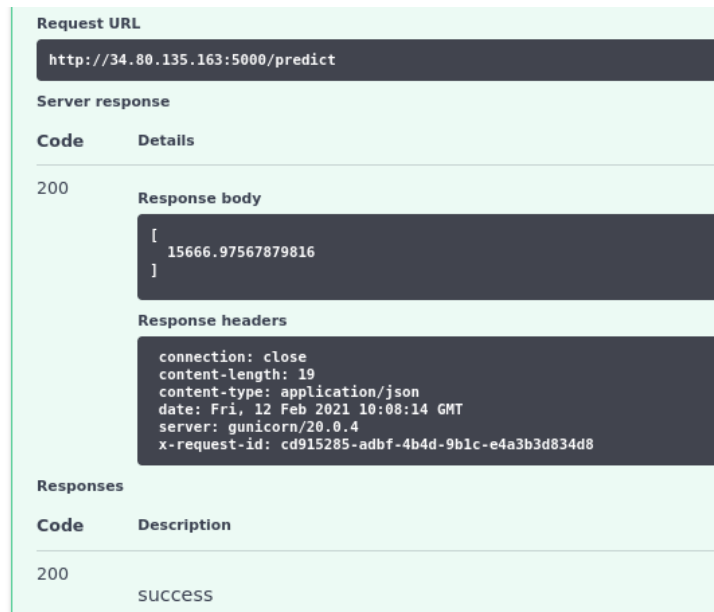 Request URL
http://34.80.135.163:5000/predict
Server response
Code Details
200
Response body
[
15666.97567879816
]
Response headers
connection: close
content-length: 19
content-type: application/json
date: Fri, 12 Feb 2021 10:08:14 GMT
server: gunicorn/20.0.4
x-request-id: cd915285-adbf-4b4d-9b1c-e4a3b3d834d8
Responses
Code Description
200
success